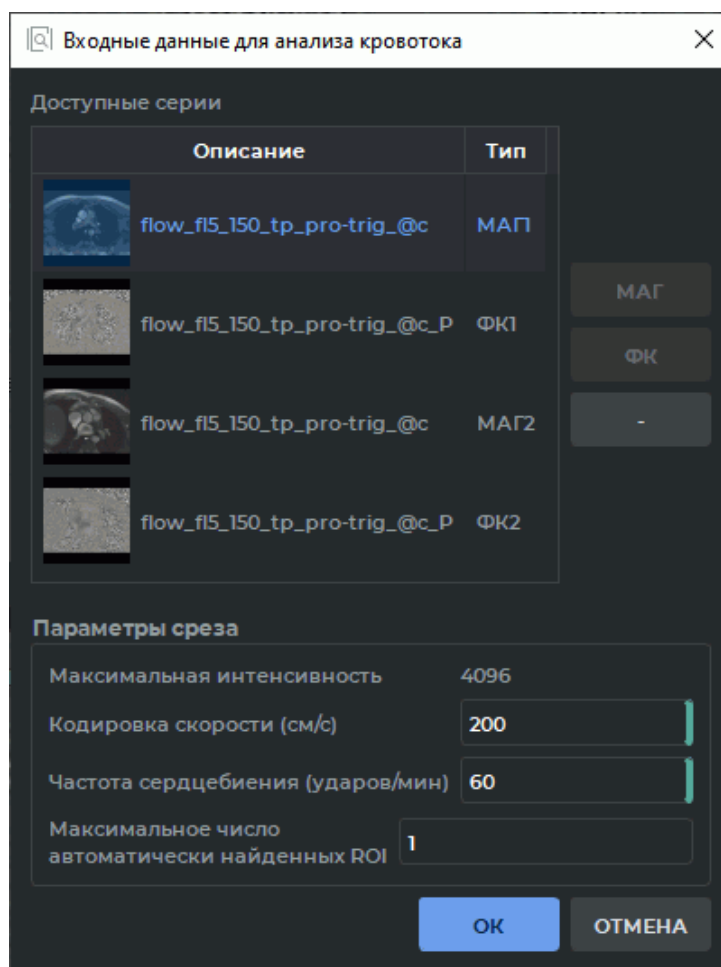 Входные данные для анализа кровотока
Доступные серии
Описание Тип
flow_fl5_150_tp_pro-trig_@c МАГ1
flow_fl5_150_tp_pro-trig_@c_P ФК1
МАГ
ФК
flow_fl5_150_tp_pro-trig_@c МАГ2
-
flow_fl5_150_tp_pro-trig_@c_P ФК2
Параметры среза
Максимальная интенсивность 4096
Кодировка скорости (см/с) 200
Частота сердцебиения (ударов/мин) 60
Максимальное число
автоматически найденных ROI 1
ОК ОТМЕНА